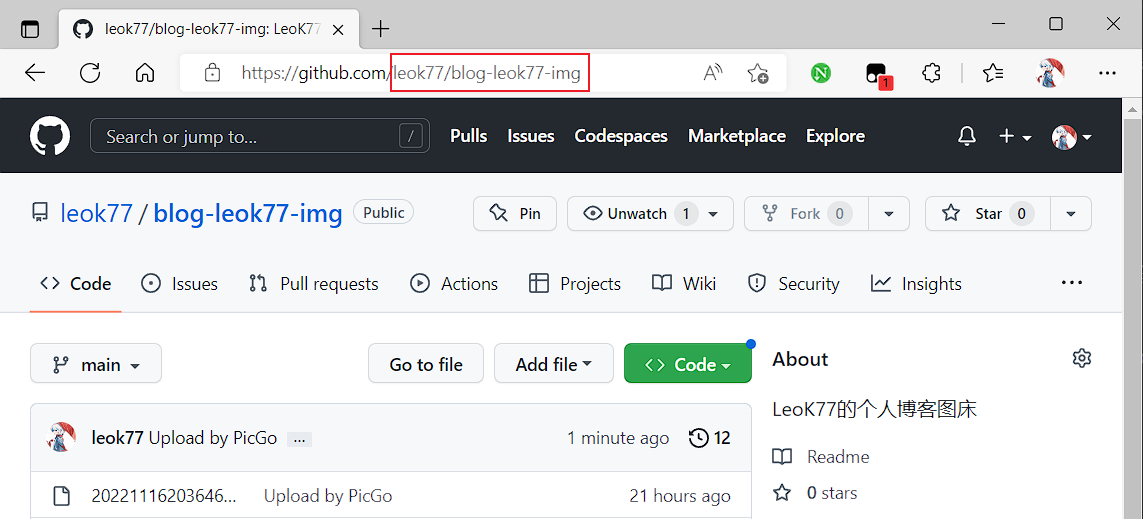 leok77/blog-leok77-img: LeoK77
https://github.com/leok77/blog-leok77-img
1
Search or jump to... / Pulls Issues Codespaces Marketplace Explore
leok77 / blog-leok77-img Public Pin Unwatch 1 Fork 0 Star 0
Code Issues Pull requests Actions Projects Wiki Security Insights ...
main Go to file Add file Code About
LeoK77的个人博客图床
leok77 Upload by PicGo ... 1 minute ago 12
Readme
20221116203646... Upload by PicGo 21 hours ago 0 stars